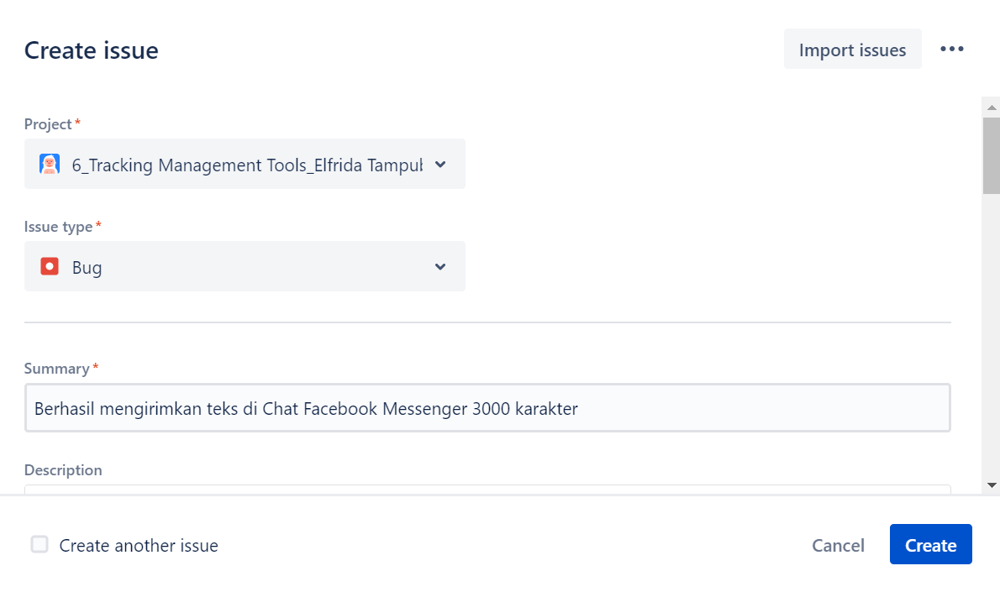 Create issue
Import issues
Project*
6_Tracking Management Tools_Elfrida Tampub
Issue type*
Bug
Summary*
Berhasil mengirimkan teks di Chat Facebook Messenger 3000 karakter
Description
Create another issue
Cancel
Create